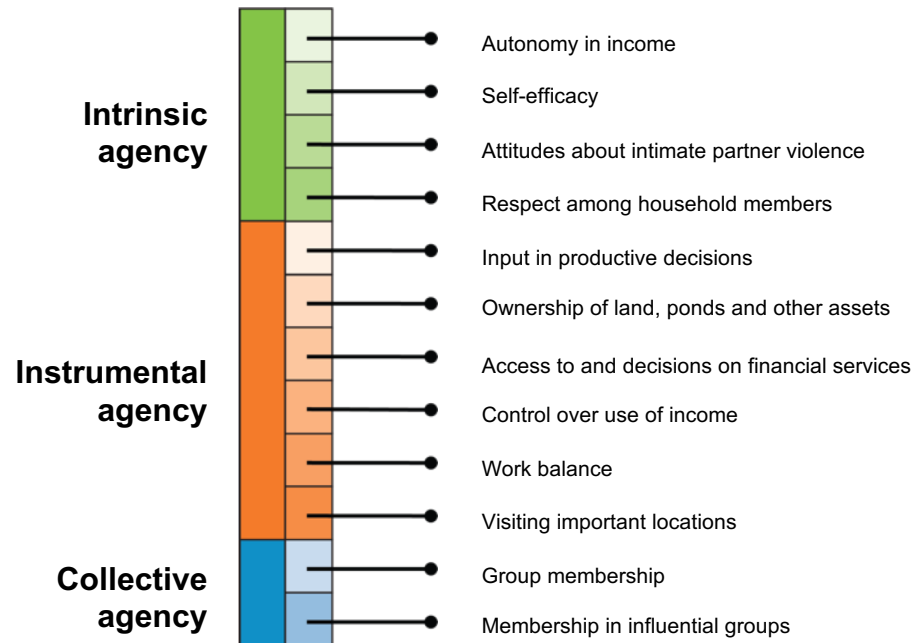 Intrinsic
agency
Autonomy in income
Self-efficacy
Attitudes about intimate partner violence
Respect among household members
Instrumental
agency
Input in productive decisions
Ownership of land, ponds and other assets
Access to and decisions on financial services
Control over use of income
Work balance
Visiting important locations
Collective
agency
Group membership
Membership in influential groups